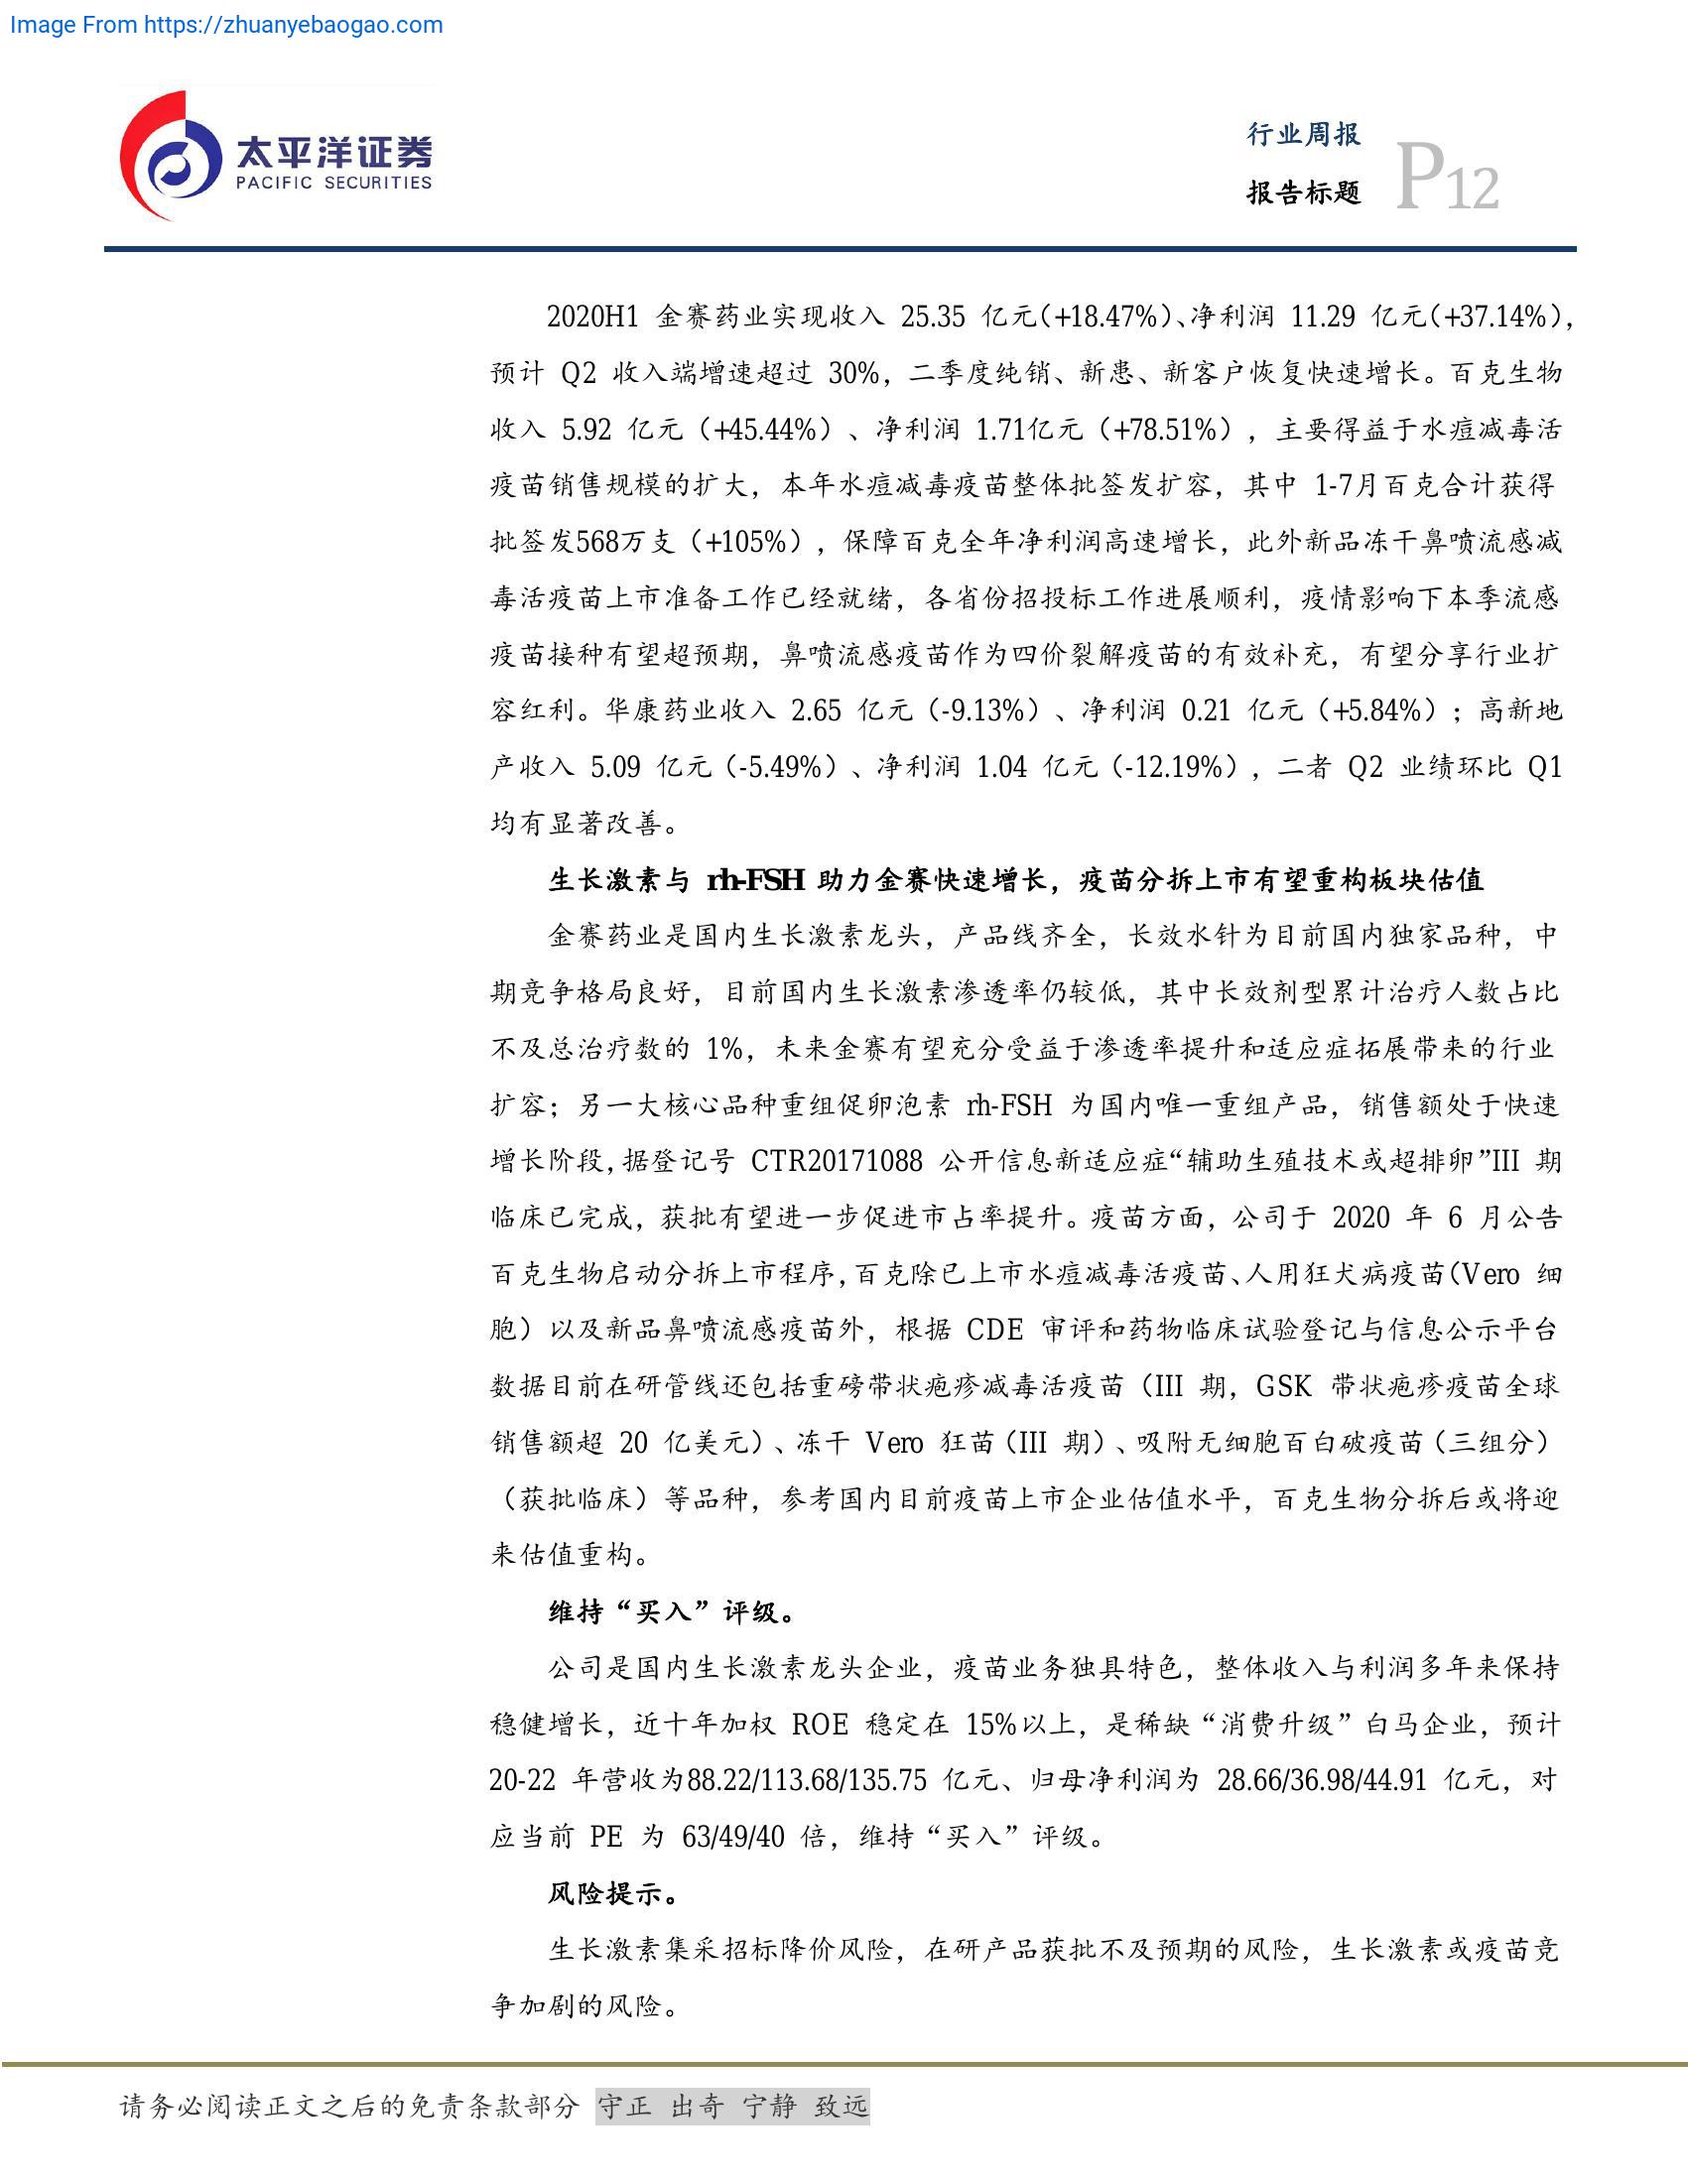 Image From https://zhuanyebaogao.com
太平洋证券
PACIFIC SECURITIES
行业周报
报告标题
P12
2020H1 金赛药业实现收入 25.35 亿元(+18.47%)、净利润 11.29 亿元(+37.14%),
预计 Q2 收入端增速超过 30%，二季度纯销、新患、新客户恢复快速增长。百克生物
收入 5.92 亿元（+45.44%）、净利润 1.71亿元（+78.51%），主要得益于水痘减毒活
疫苗销售规模的扩大，本年水痘减毒疫苗整体批签发扩容，其中 1-7月百克合计获得
批签发568万支（+105%），保障百克全年净利润高速增长，此外新品冻干鼻喷流感减
毒活疫苗上市准备工作已经就绪，各省份招投标工作进展顺利，疫情影响下本季流感
疫苗接种有望超预期，鼻喷流感疫苗作为四价裂解疫苗的有效补充，有望分享行业扩
容红利。华康药业收入 2.65 亿元（-9.13%）、净利润 0.21 亿元（+5.84%）；高新地
产收入 5.09 亿元（-5.49%）、净利润 1.04 亿元（-12.19%），二者 Q2 业绩环比 Q1
均有显著改善。
生长激素与 rh-FSH 助力金赛快速增长，疫苗分拆上市有望重构板块估值
金赛药业是国内生长激素龙头，产品线齐全，长效水针为目前国内独家品种，中
期竞争格局良好，目前国内生长激素渗透率仍较低，其中长效剂型累计治疗人数占比
不及总治疗数的 1%，未来金赛有望充分受益于渗透率提升和适应症拓展带来的行业
扩容；另一大核心品种重组促卵泡素 rh-FSH 为国内唯一重组产品，销售额处于快速
增长阶段,据登记号 CTR20171088 公开信息新适应症“辅助生殖技术或超排卵”III 期
临床已完成，获批有望进一步促进市占率提升。疫苗方面，公司于 2020 年 6 月公告
百克生物启动分拆上市程序,百克除已上市水痘减毒活疫苗、人用狂犬病疫苗(Vero 细
胞）以及新品鼻喷流感疫苗外，根据 CDE 审评和药物临床试验登记与信息公示平台
数据目前在研管线还包括重磅带状疱疹减毒活疫苗（III 期，GSK 带状疱疹疫苗全球
销售额超 20 亿美元）、冻干 Vero 狂苗（III 期）、吸附无细胞百白破疫苗（三组分）
（获批临床）等品种，参考国内目前疫苗上市企业估值水平，百克生物分拆后或将迎
来估值重构。
维持“买入”评级。
公司是国内生长激素龙头企业，疫苗业务独具特色，整体收入与利润多年来保持
稳健增长，近十年加权 ROE 稳定在 15%以上，是稀缺“消费升级”白马企业，预计
20-22 年营收为88.22/113.68/135.75 亿元、归母净利润为 28.66/36.98/44.91 亿元，对
应当前 PE 为 63/49/40 倍，维持“买入”评级。
风险提示。
生长激素集采招标降价风险，在研产品获批不及预期的风险，生长激素或疫苗竞
争加剧的风险。
请务必阅读正文之后的免责条款部分 守正 出奇 宁静 致远